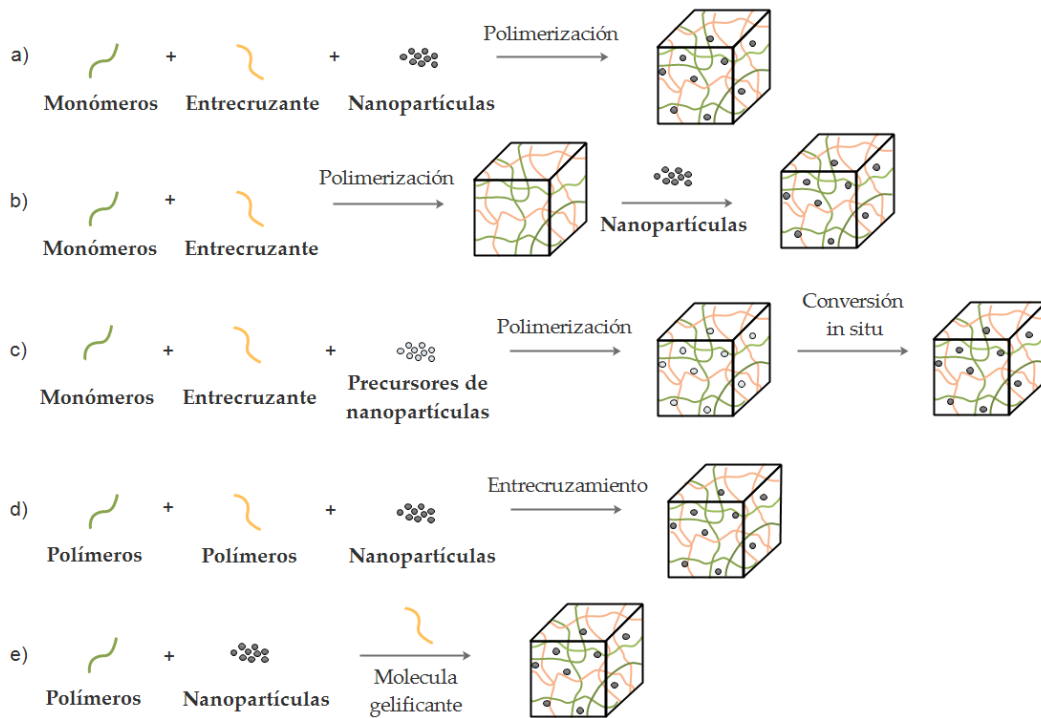 a)
+
+
Polimerización
Monómeros
Entrecruzante
Nanopartículas
b)
+
Polimerización
Monómeros
Entrecruzante
Nanopartículas
c)
+
+
Polimerización
Conversión
in situ
Monómeros
Entrecruzante
Precursores de
nanopartículas
d)
+
+
Entrecruzamiento
Polímeros
Polímeros
Nanopartículas
e)
+
Molecula
gelificante
Polímeros
Nanopartículas